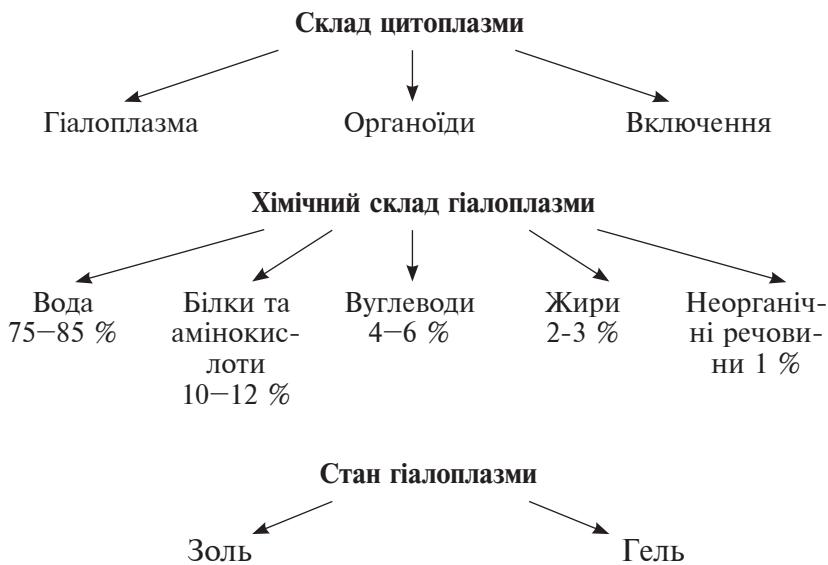 Склад цитоплазми
Гіалоплазма Органоїди Включення
Хімічний склад гіалоплазми
Вода Білки та Вуглеводи Жири Неорганіч-
75—85 % амінокис- 4—6 % 2-3 % ні речови-
лоти ни 1 %
10—12 %
Стан гіалоплазми
Золь Гель